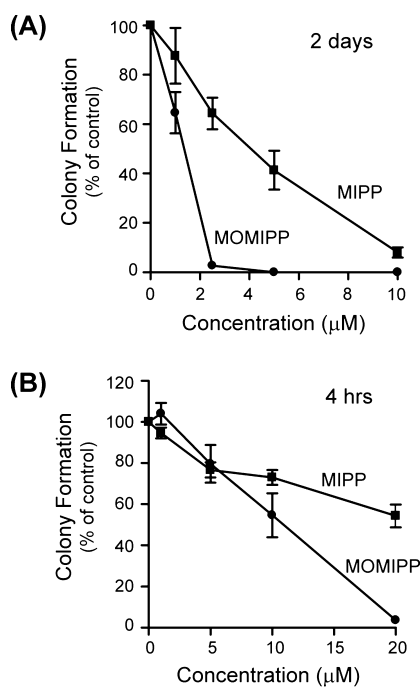 (A)
2 days
Colony Formation
(% of control)
100
80
60
40
20
0
MIPP
MOMIPP
0 2 4 6 8 10
Concentration (μM)
(B)
4 hrs
Colony Formation
(% of control)
120
100
80
60
40
20
0
MIPP
MOMIPP
0 5 10 15 20
Concentration (μM)